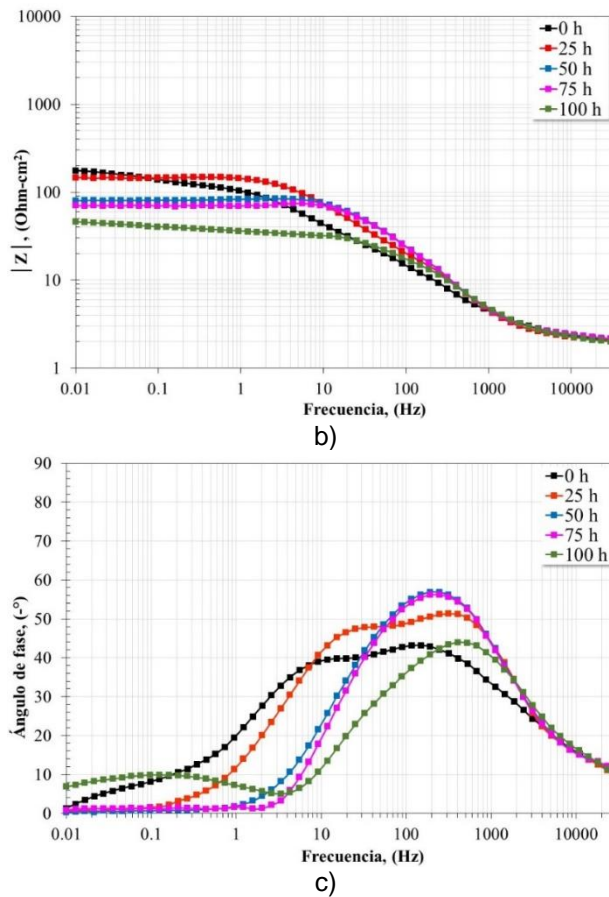 10000
1000
100
10
1
|Z|, (Ohm-cm²)
0 h
25 h
50 h
75 h
100 h
0.01 0.1 1 10 100 1000 10000
Frecuencia, (Hz)
b)
90
80
70
60
50
40
30
20
10
0
Ángulo de fase, (-°)
0 h
25 h
50 h
75 h
100 h
0.01 0.1 1 10 100 1000 10000
Frecuencia, (Hz)
c)